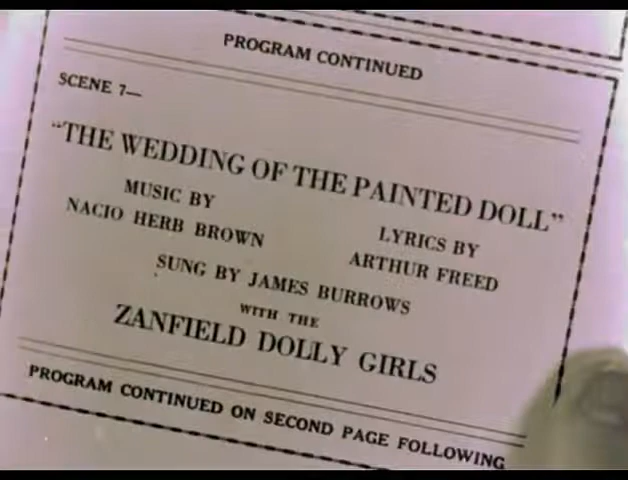 PROGRAM CONTINUED
SCENE 7—
"THE WEDDING OF THE PAINTED DOLL"
MUSIC BY
NACIO HERB BROWN
LYRICS BY
ARTHUR FREED
SUNG BY JAMES BURROWS
WITH THE
ZANFIELD DOLLY GIRLS
PROGRAM CONTINUED ON SECOND PAGE FOLLOWING